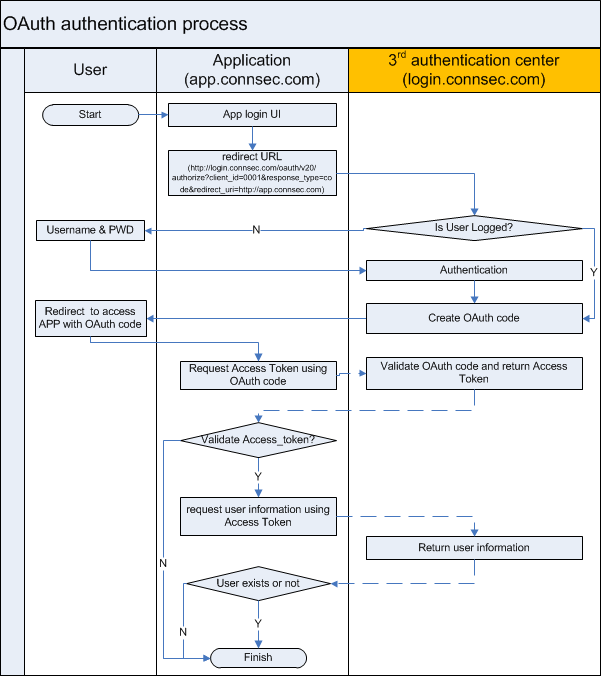 OAuth authentication process
User
Application
(app.connsec.com)
3rd authentication center
(login.connsec.com)
Start
App login UI
redirect URL
(http://login.connsec.com/oauth/v20/
authorize?client_id=0001&response_type=co
de&redirect_uri=http://app.connsec.com)
Is User Logged?
N
Y
Username & PWD
Authentication
Redirect to access
APP with OAuth code
Create OAuth code
Request Access Token using
OAuth code
Validate OAuth code and return Access
Token
Validate Access_token?
Y
N
request user information using
Access Token
Return user information
User exists or not
Y
N
Finish